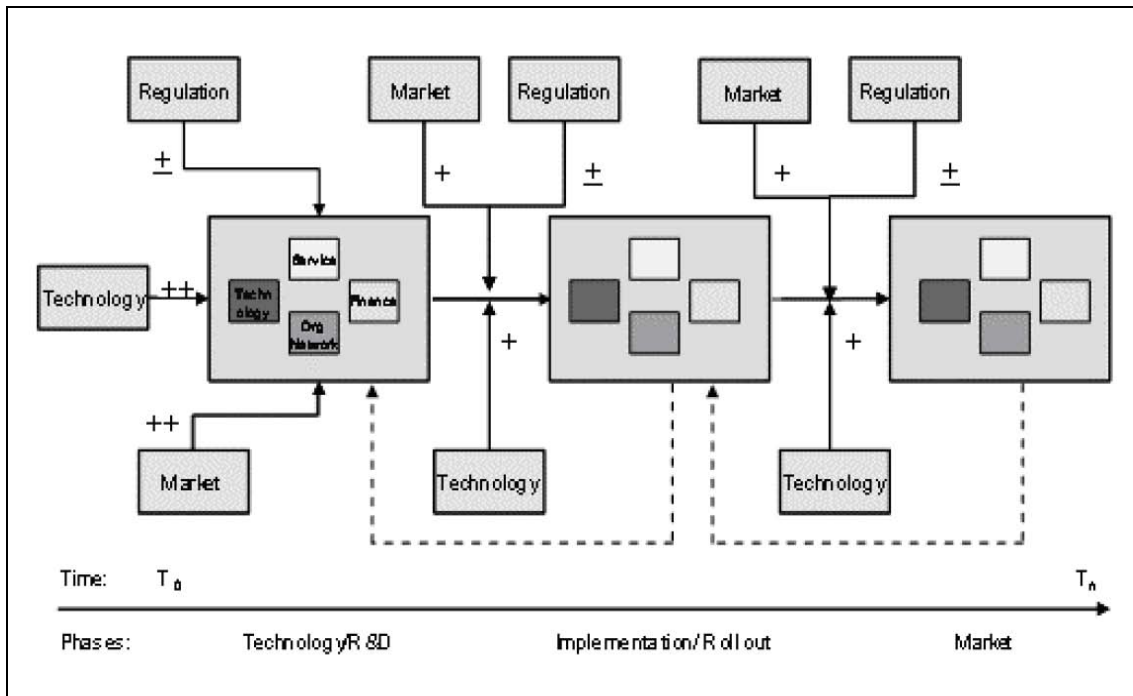 Regulation
Market
Regulation
Market
Regulation
±
+
±
+
±
Service
Technology
++
Techn
ology
Finance
Org
Network
+
+
++
Market
Technology
Technology
Time:
T₀
Tₙ
Phases:
Technology/R&D
Implementation/Roll out
Market